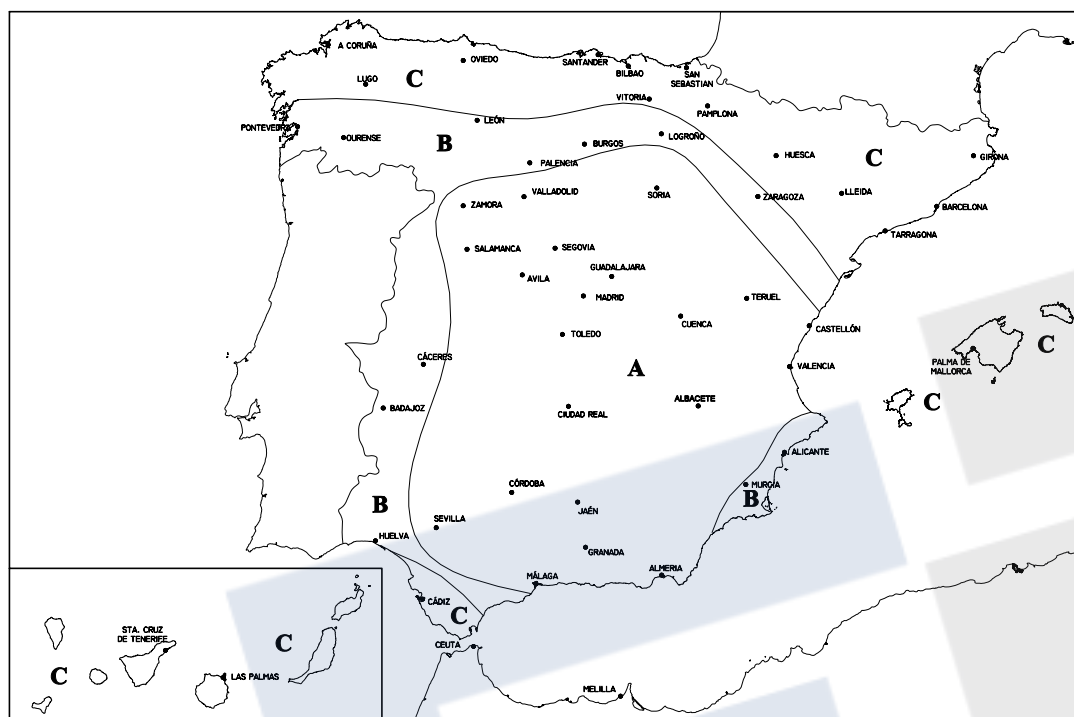 A CORUÑA
OVIEDO
SANTANDER
BILBAO
SAN
SEBASTIAN
LUGO
C
VITORIA
PAMPLONA
PONTEVEDRA
OURENSE
LEÓN
B
BURGOS
LOGROÑO
HUESCA
C
GIRONA
PALENCIA
VALLADOLID
SORIA
ZARAGOZA
LLEIDA
BARCELONA
ZAMORA
TARRAGONA
SALAMANCA
SEGOVIA
AVILA
GUADALAJARA
MADRID
TERUEL
CUENCA
CASTELLÓN
TOLEDO
CÁCERES
A
VALENCIA
PALMA DE
MALLORCA
C
C
BADAJOZ
CIUDAD REAL
ALBACETE
ALICANTE
CÓRDOBA
MURCIA
B
B
JAÉN
SEVILLA
HUELVA
GRANADA
MÁLAGA
ALMERIA
CÁDIZ
C
CEUTA
MELILLA
STA. CRUZ
DE TENERIFE
C
C
LAS PALMAS